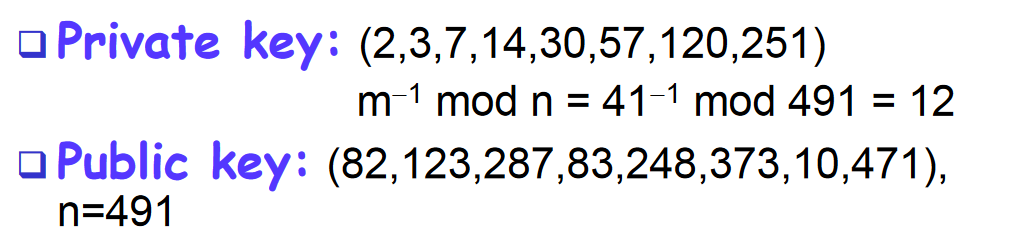 ❑ Private key: (2,3,7,14,30,57,120,251)
m⁻¹ mod n = 41⁻¹ mod 491 = 12
❑ Public key: (82,123,287,83,248,373,10,471),
n=491